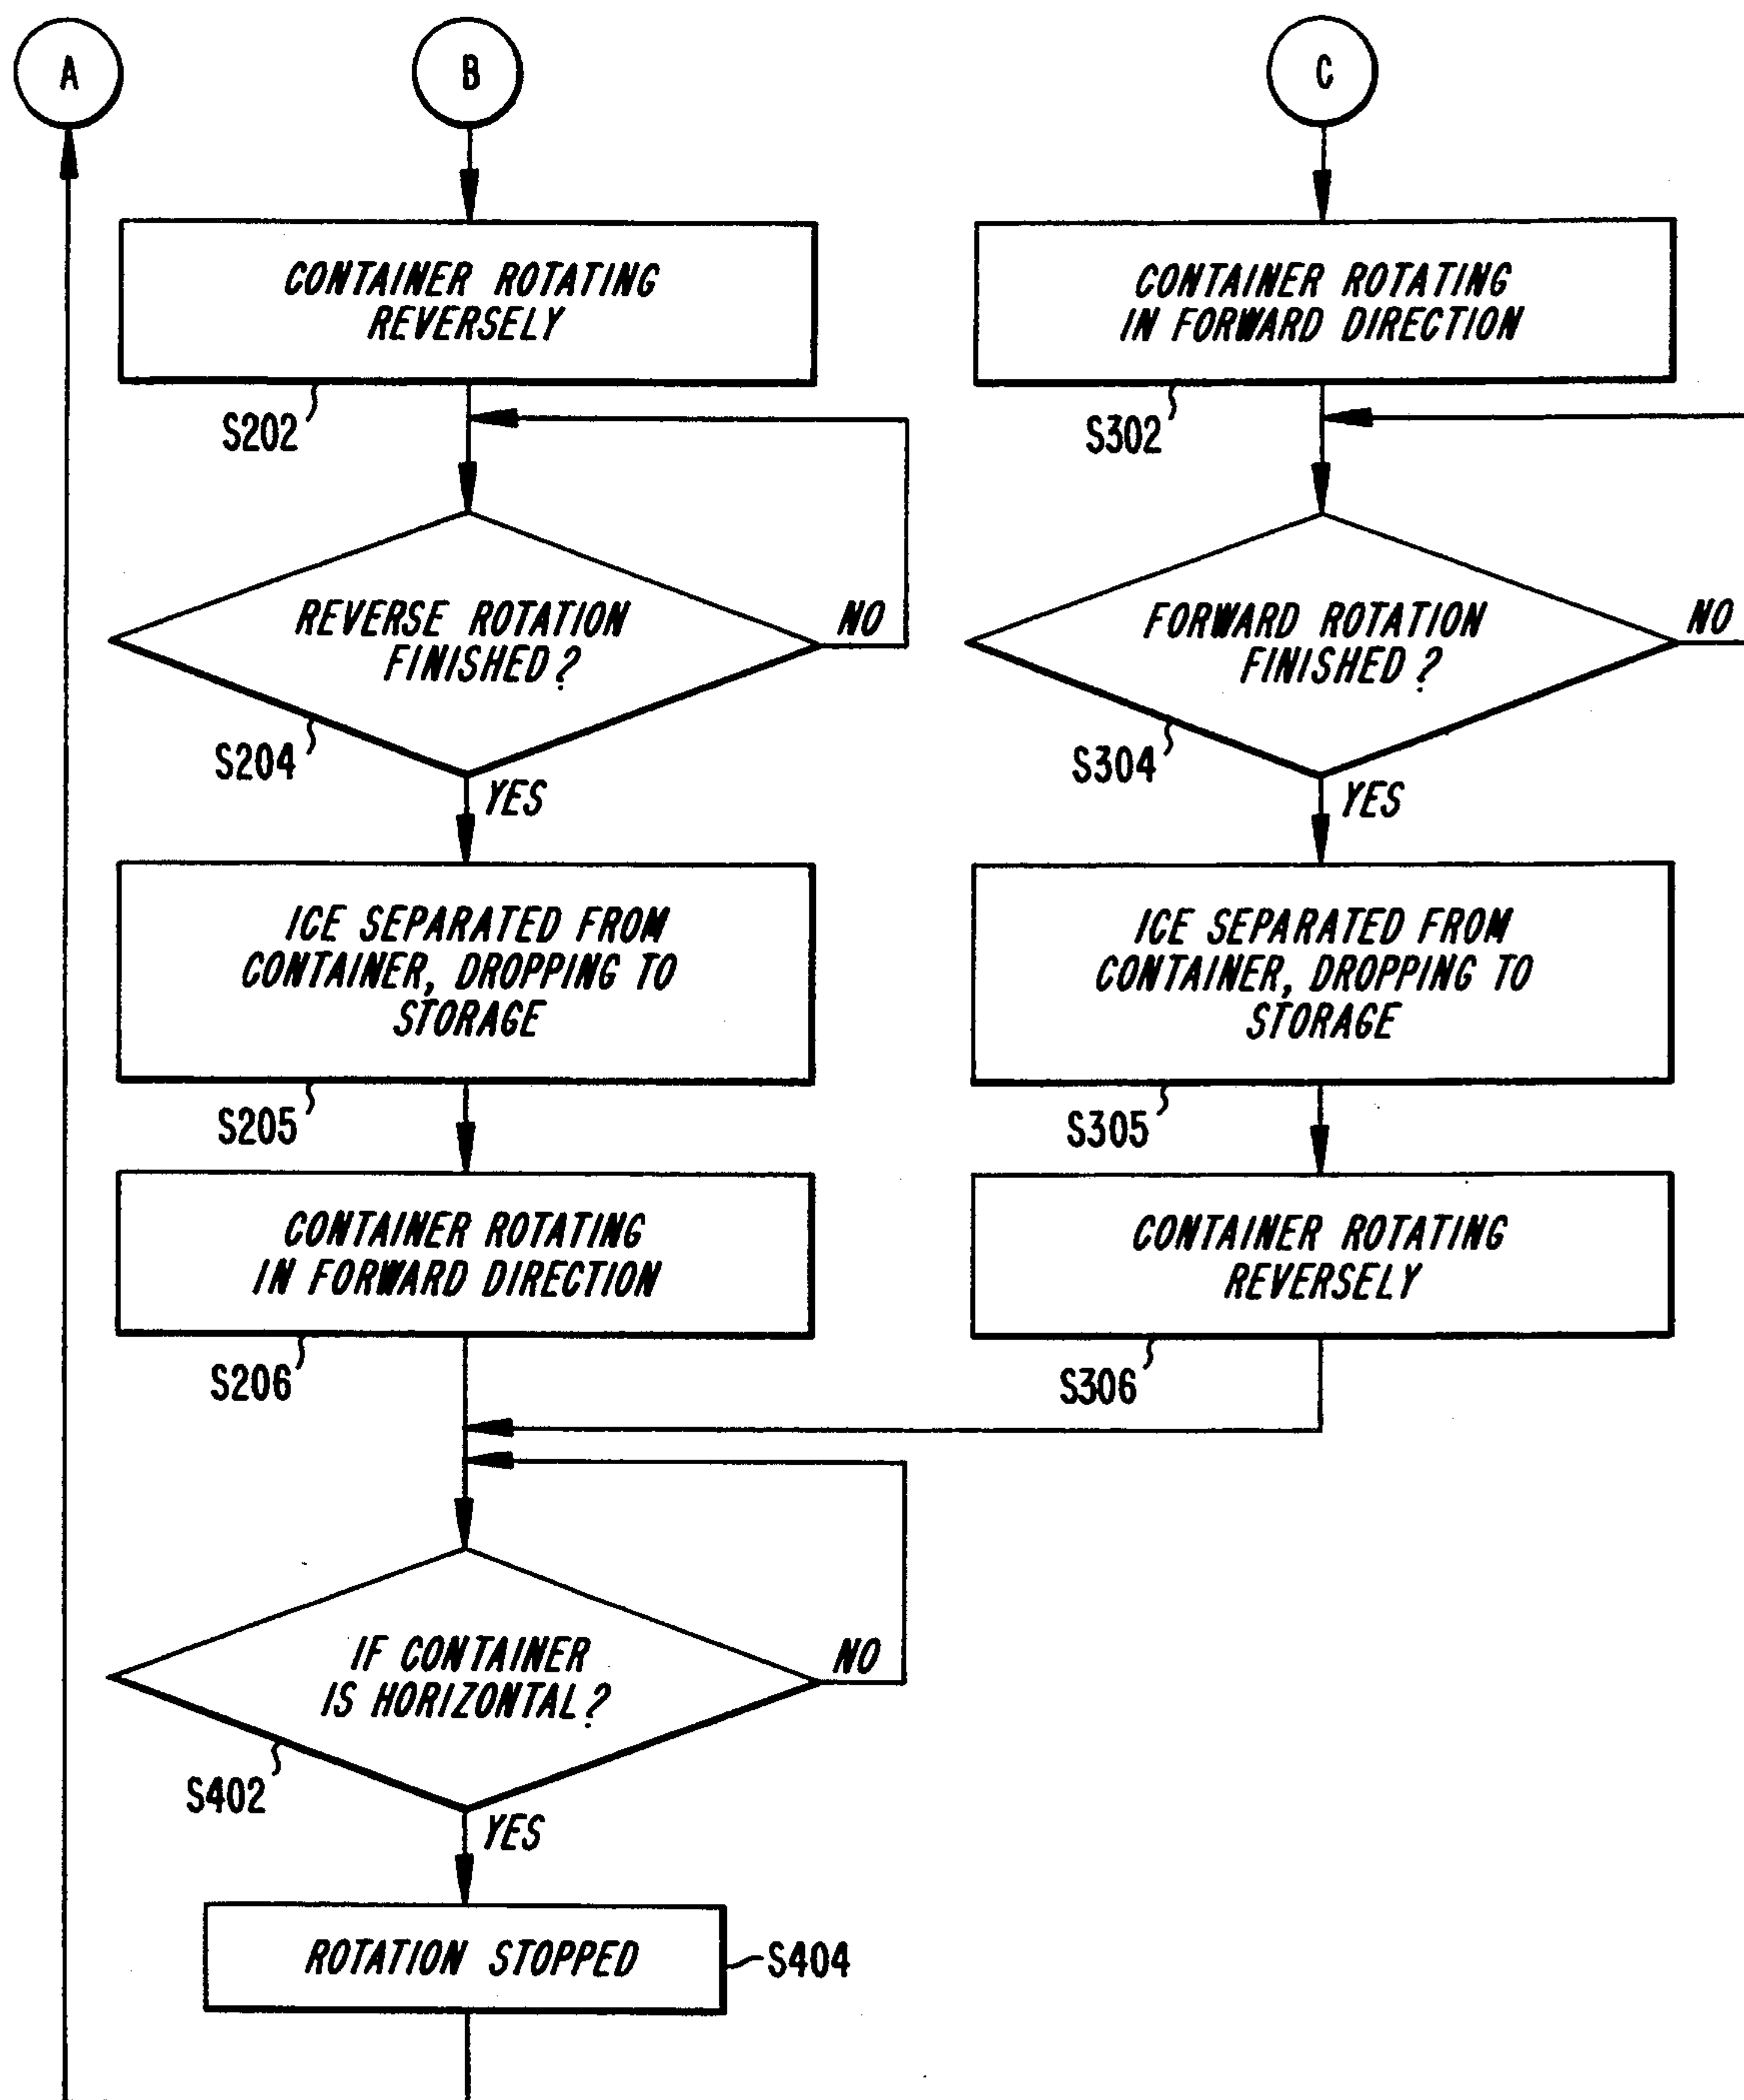 A
B
C
CONTAINER ROTATING
REVERSELY
S202
CONTAINER ROTATING
IN FORWARD DIRECTION
S302
REVERSE ROTATION
FINISHED?
NO
S204
YES
FORWARD ROTATION
FINISHED?
NO
S304
YES
ICE SEPARATED FROM
CONTAINER, DROPPING TO
STORAGE
S205
ICE SEPARATED FROM
CONTAINER, DROPPING TO
STORAGE
S305
CONTAINER ROTATING
IN FORWARD DIRECTION
S206
CONTAINER ROTATING
REVERSELY
S306
IF CONTAINER
IS HORIZONTAL?
NO
S402
YES
ROTATION STOPPED
S404